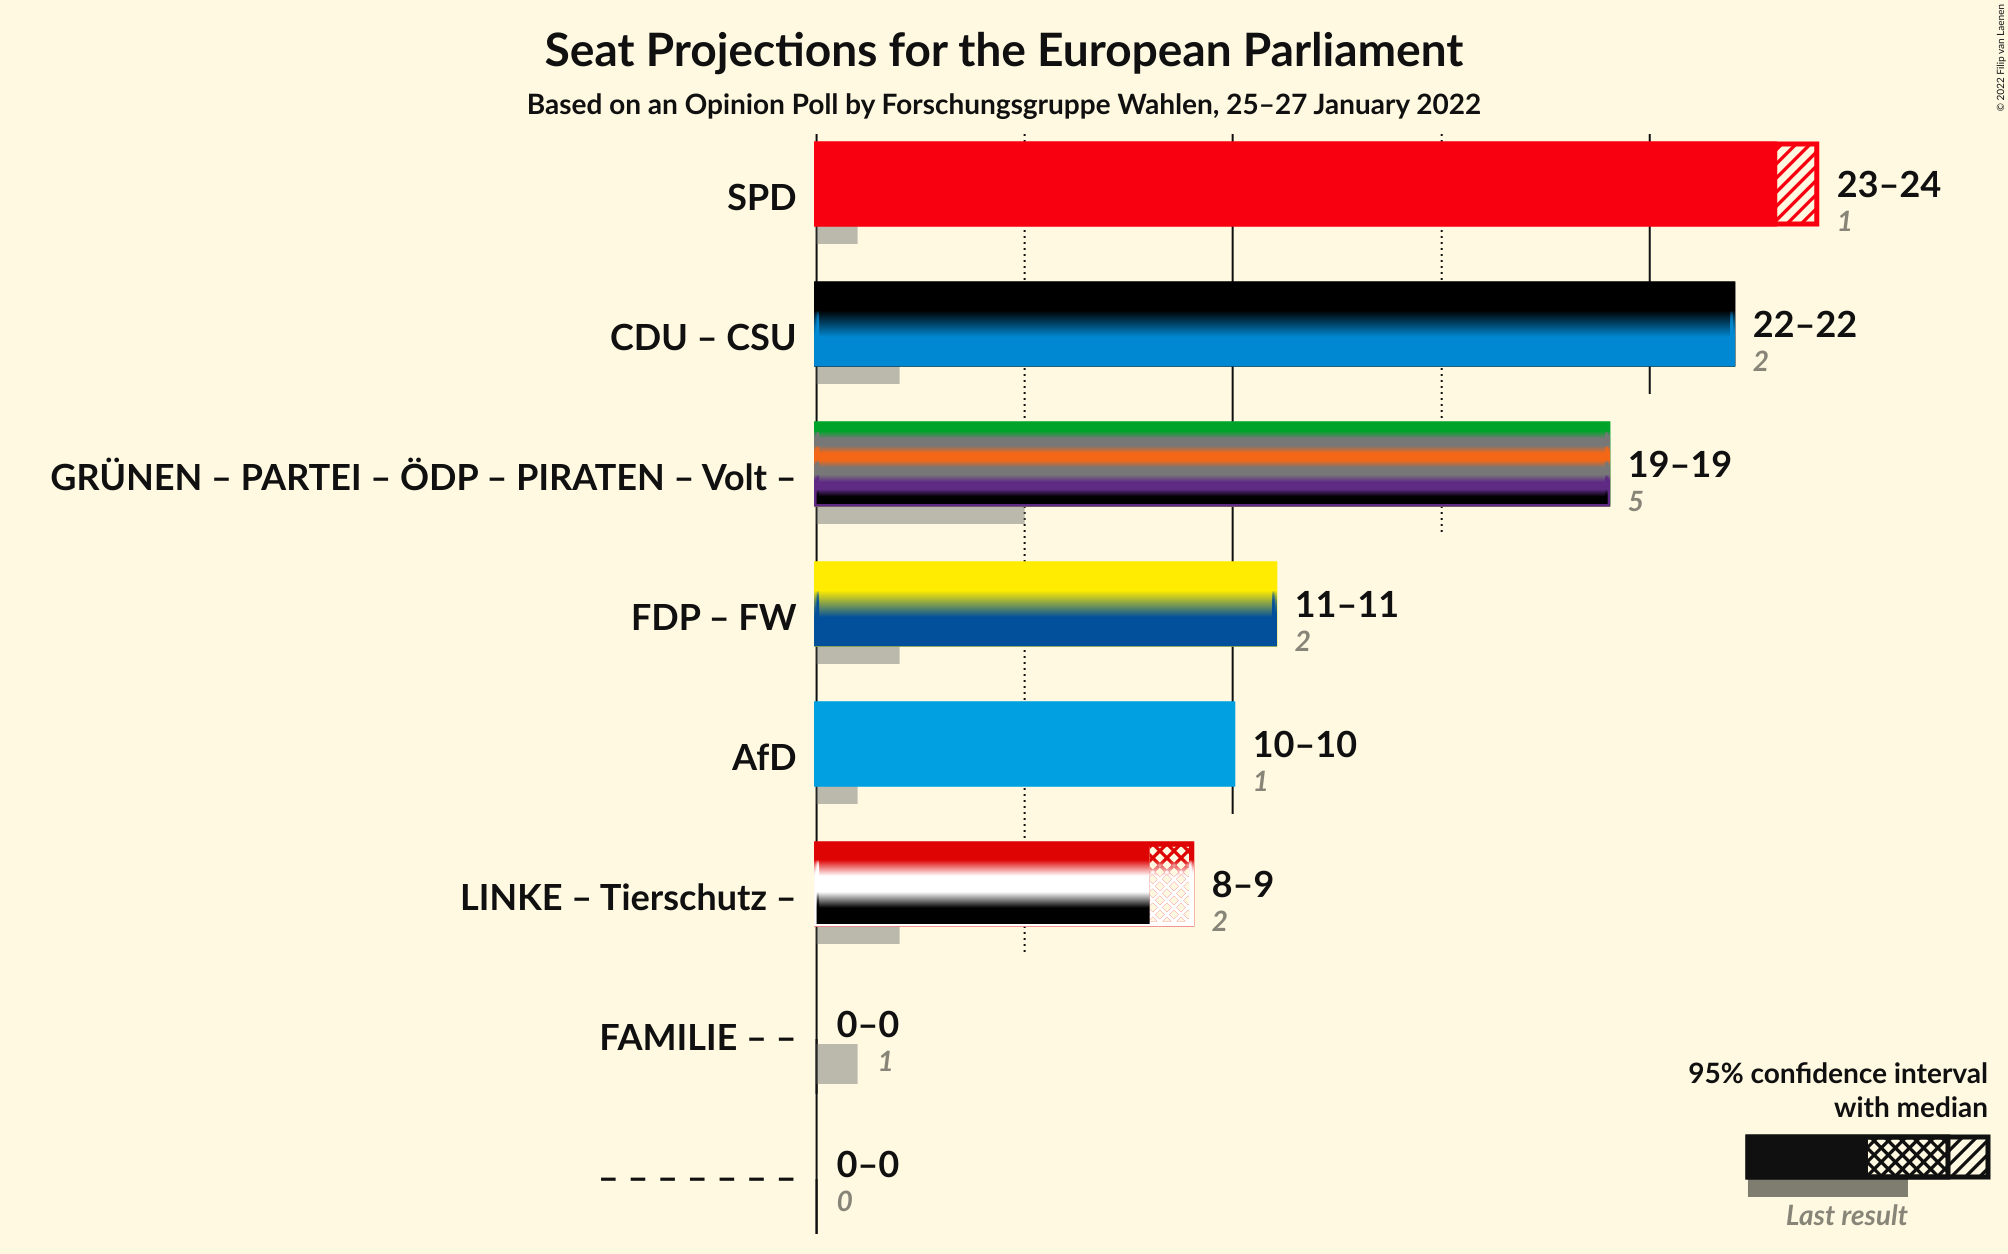 Seat Projections for the European Parliament
Based on an Opinion Poll by Forschungsgruppe Wahlen, 25–27 January 2022
© 2022 Filip van Laenen
SPD
23–24
1
CDU – CSU
22–22
2
GRÜNEN – PARTEI – ÖDP – PIRATEN – Volt –
19–19
5
FDP – FW
11–11
2
AfD
10–10
1
LINKE – Tierschutz –
8–9
2
FAMILIE – –
0–0
1
– – – – – – –
0–0
0
95% confidence interval
with median
Last result